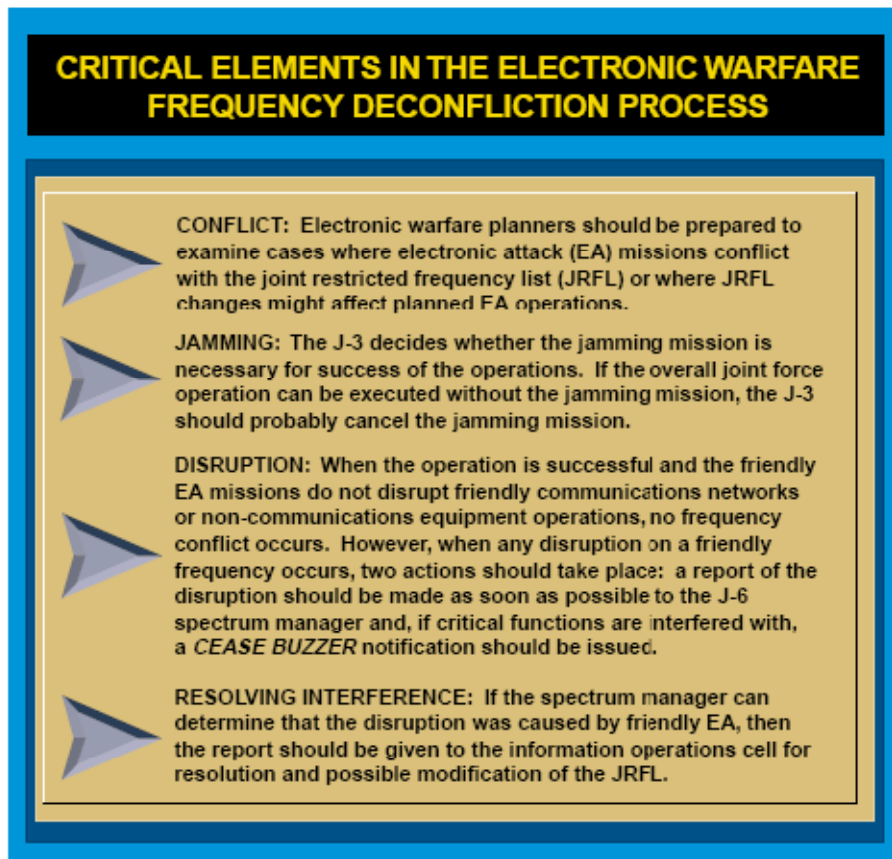 CRITICAL ELEMENTS IN THE ELECTRONIC WARFARE
FREQUENCY DECONFLICTION PROCESS
CONFLICT: Electronic warfare planners should be prepared to
examine cases where electronic attack (EA) missions conflict
with the joint restricted frequency list (JRFL) or where JRFL
changes might affect planned EA operations.
JAMMING: The J-3 decides whether the jamming mission is
necessary for success of the operations. If the overall joint force
operation can be executed without the jamming mission, the J-3
should probably cancel the jamming mission.
DISRUPTION: When the operation is successful and the friendly
EA missions do not disrupt friendly communications networks
or non-communications equipment operations, no frequency
conflict occurs. However, when any disruption on a friendly
frequency occurs, two actions should take place: a report of the
disruption should be made as soon as possible to the J-6
spectrum manager and, if critical functions are interfered with,
a CEASE BUZZER notification should be issued.
RESOLVING INTERFERENCE: If the spectrum manager can
determine that the disruption was caused by friendly EA, then
the report should be given to the information operations cell for
resolution and possible modification of the JRFL.